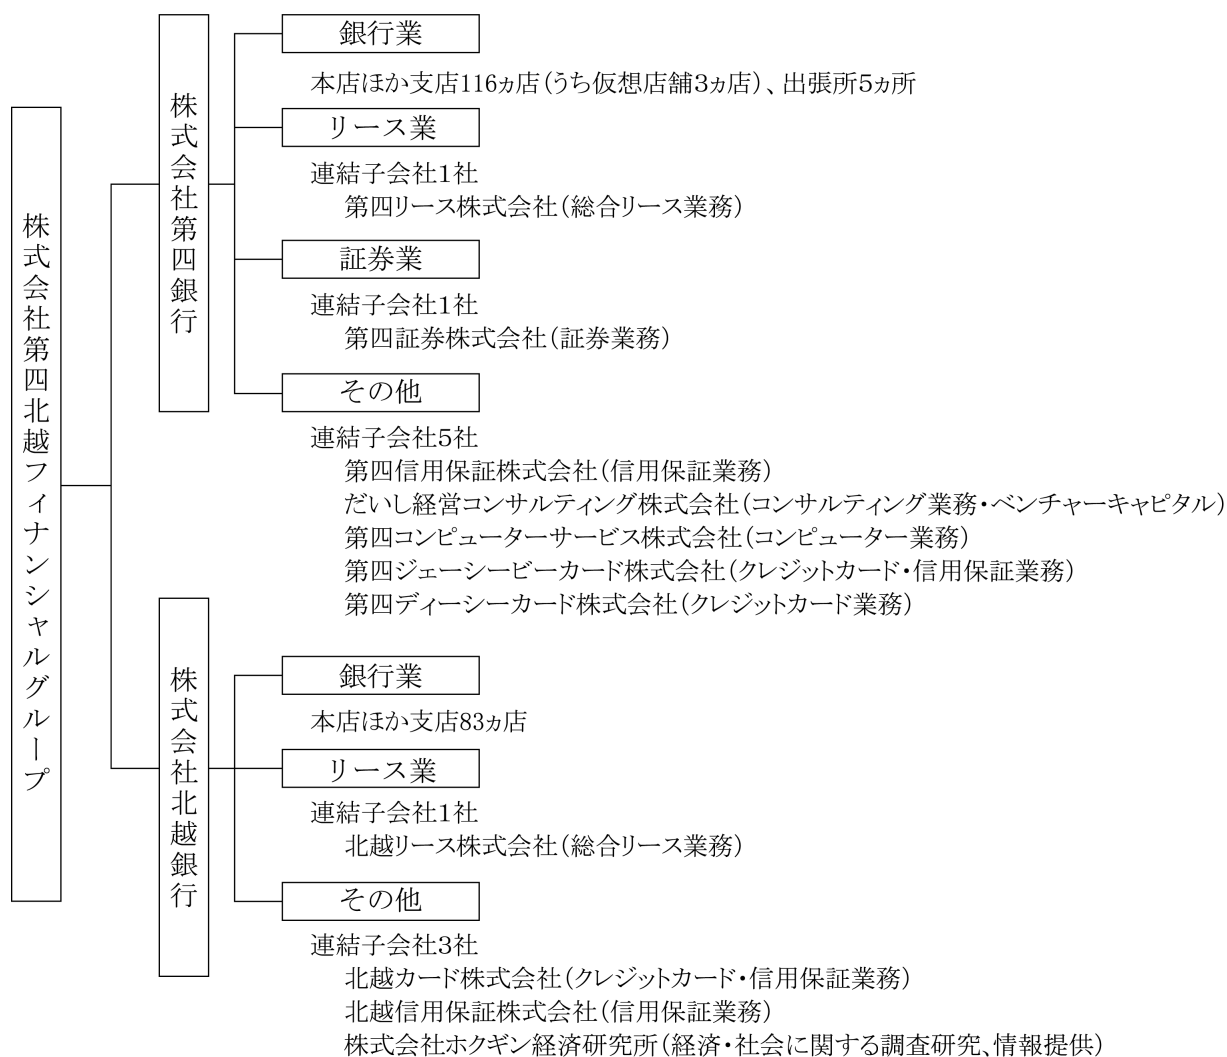 株式会社第四北越フィナンシャルグループ
株式会社第四銀行
銀行業
本店ほか支店116ヵ店（うち仮想店舗3ヵ店）、出張所5ヵ所
リース業
連結子会社1社
第四リース株式会社（総合リース業務）
証券業
連結子会社1社
第四証券株式会社（証券業務）
その他
連結子会社5社
第四信用保証株式会社（信用保証業務）
だいし経営コンサルティング株式会社（コンサルティング業務・ベンチャーキャピタル）
第四コンピューターサービス株式会社（コンピューター業務）
第四ジェーシービーカード株式会社（クレジットカード・信用保証業務）
第四ディーシーカード株式会社（クレジットカード業務）
株式会社北越銀行
銀行業
本店ほか支店83ヵ店
リース業
連結子会社1社
北越リース株式会社（総合リース業務）
その他
連結子会社3社
北越カード株式会社（クレジットカード・信用保証業務）
北越信用保証株式会社（信用保証業務）
株式会社ホクギン経済研究所（経済・社会に関する調査研究、情報提供）